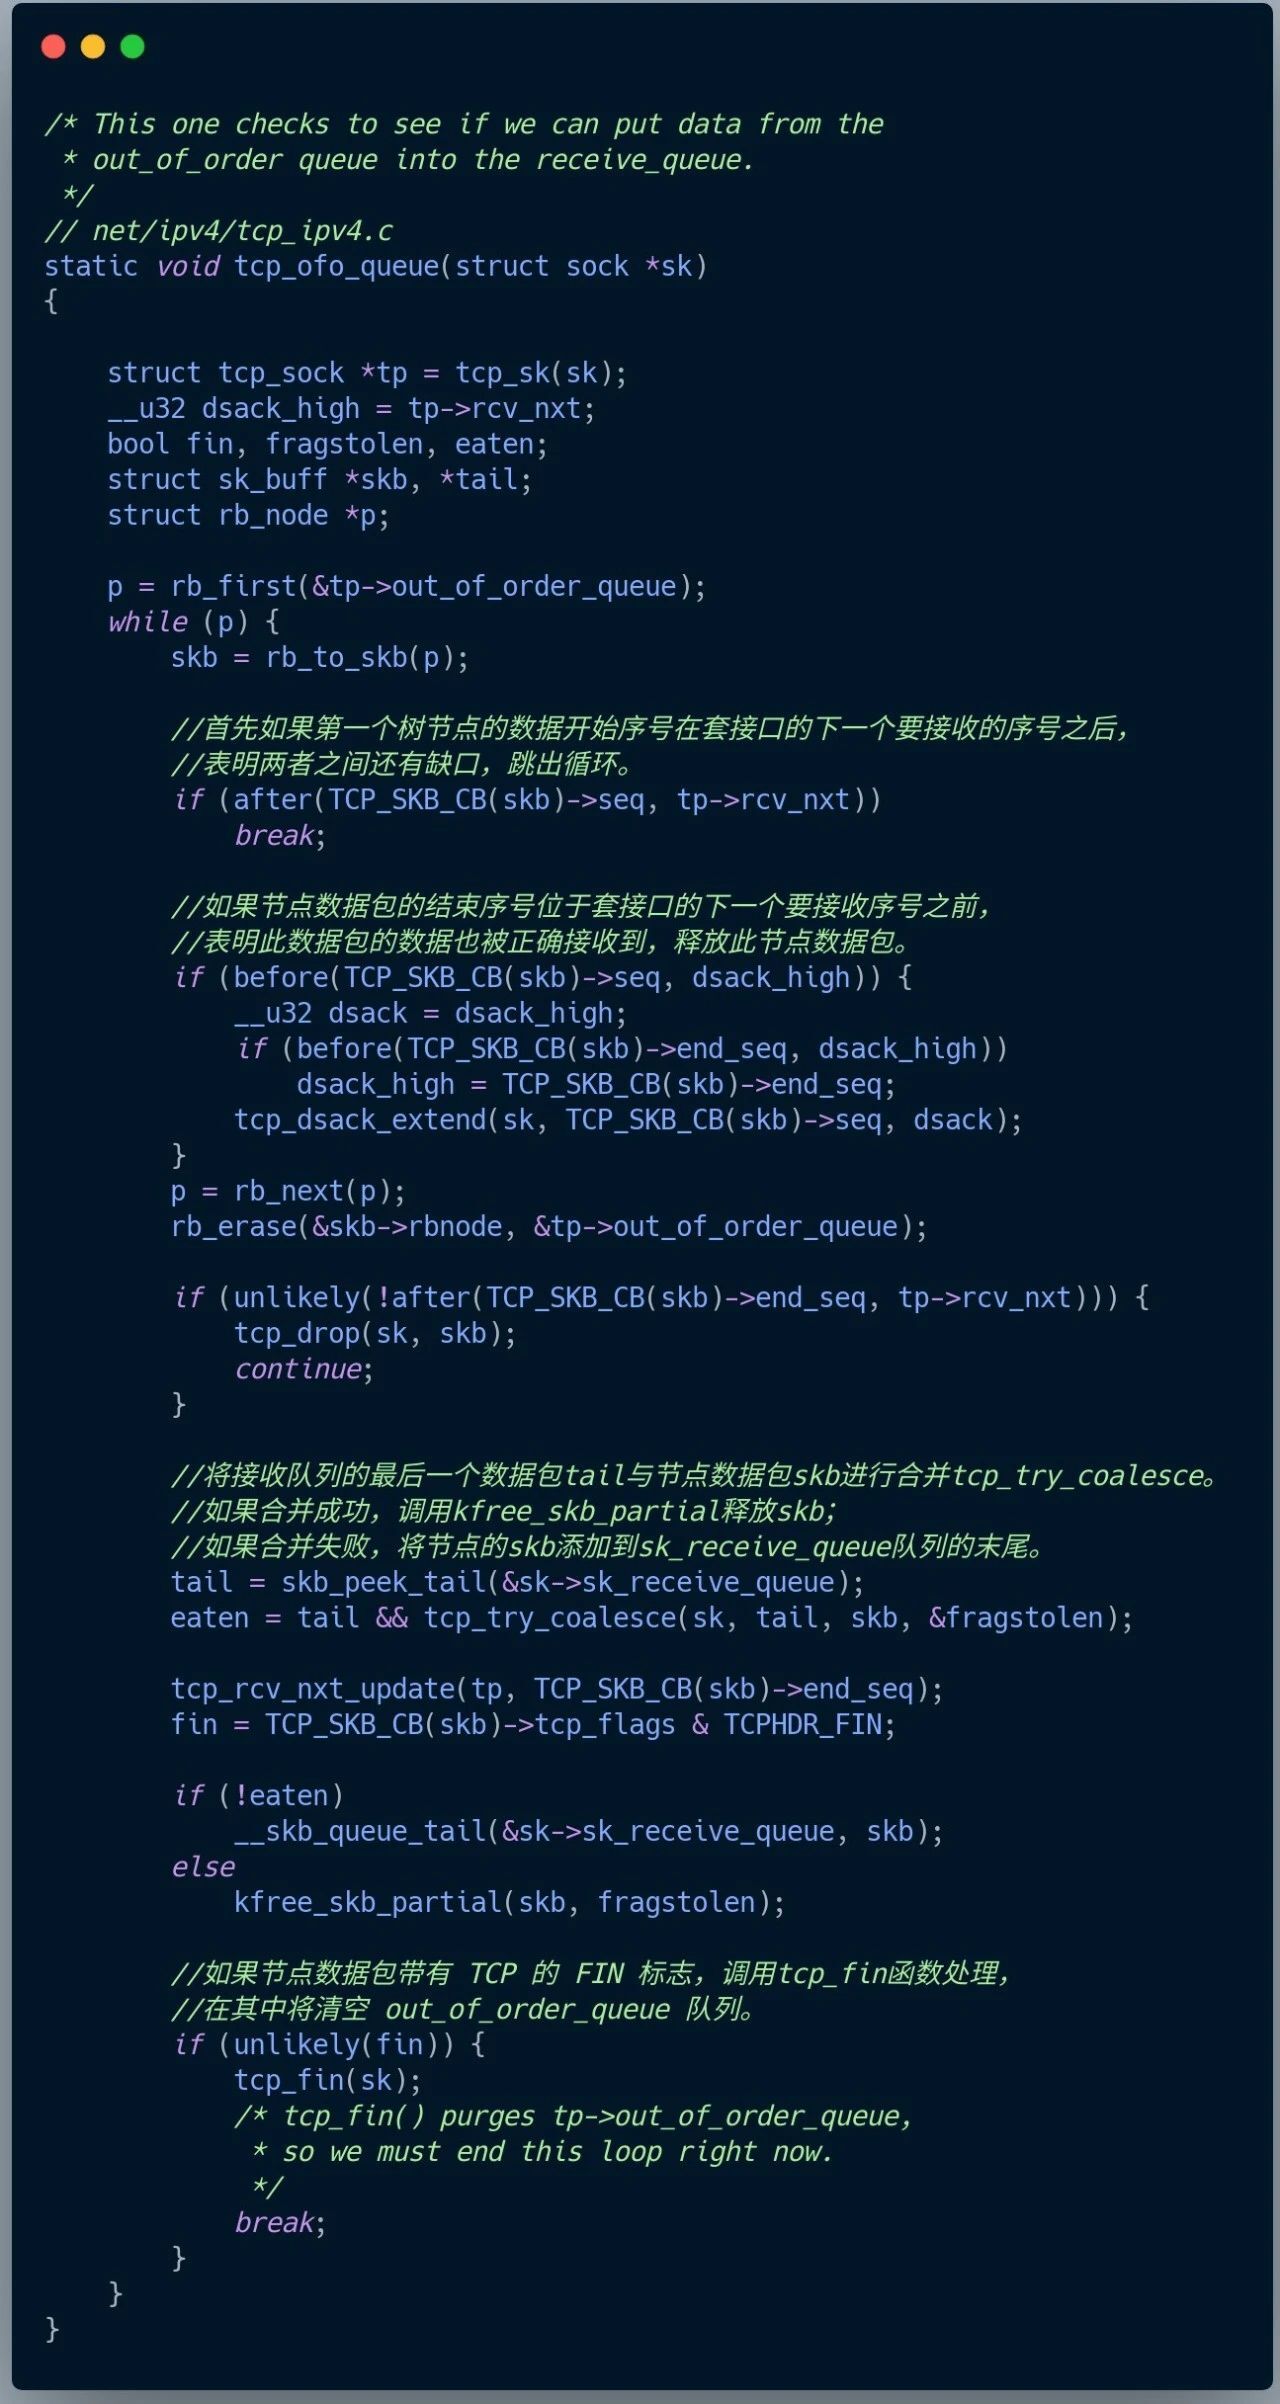 /* This one checks to see if we can put data from the
 * out_of_order queue into the receive_queue.
 */
// net/ipv4/tcp_ipv4.c
static void tcp_ofo_queue(struct sock *sk)
{
    struct tcp_sock *tp = tcp_sk(sk);
    __u32 dsack_high = tp->rcv_nxt;
    bool fin, fragstolen, eaten;
    struct sk_buff *skb, *tail;
    struct rb_node *p;
    p = rb_first(&tp->out_of_order_queue);
    while (p) {
        skb = rb_to_skb(p);
        //首先如果第一个树节点的数据开始序号在套接口的下一个要接收的序号之后，
        //表明两者之间还有缺口，跳出循环。
        if (after(TCP_SKB_CB(skb)->seq, tp->rcv_nxt))
            break;
        //如果节点数据包的结束序号位于套接口的下一个要接收序号之前，
        //表明此数据包的数据也被正确接收到，释放此节点数据包。
        if (before(TCP_SKB_CB(skb)->seq, dsack_high)) {
            __u32 dsack = dsack_high;
            if (before(TCP_SKB_CB(skb)->end_seq, dsack_high))
                dsack_high = TCP_SKB_CB(skb)->end_seq;
            tcp_dsack_extend(sk, TCP_SKB_CB(skb)->seq, dsack);
        }
        p = rb_next(p);
        rb_erase(&skb->rbnode, &tp->out_of_order_queue);
        if (unlikely(!after(TCP_SKB_CB(skb)->end_seq, tp->rcv_nxt))) {
            tcp_drop(sk, skb);
            continue;
        }
        //将接收队列的最后一个数据包tail与节点数据包skb进行合并tcp_try_coalesce。
        //如果合并成功，调用kfree_skb_partial释放skb；
        //如果合并失败，将节点的skb添加到sk_receive_queue队列的末尾。
        tail = skb_peek_tail(&sk->sk_receive_queue);
        eaten = tail && tcp_try_coalesce(sk, tail, skb, &fragstolen);
        tcp_rcv_nxt_update(tp, TCP_SKB_CB(skb)->end_seq);
        fin = TCP_SKB_CB(skb)->tcp_flags & TCPHDR_FIN;
        if (!eaten)
            __skb_queue_tail(&sk->sk_receive_queue, skb);
        else
            kfree_skb_partial(skb, fragstolen);
        //如果节点数据包带有 TCP 的 FIN 标志，调用tcp_fin函数处理，
        //在其中将清空 out_of_order_queue 队列。
        if (unlikely(fin)) {
            tcp_fin(sk);
            /* tcp_fin() purges tp->out_of_order_queue,
             * so we must end this loop right now.
             */
            break;
        }
    }
}